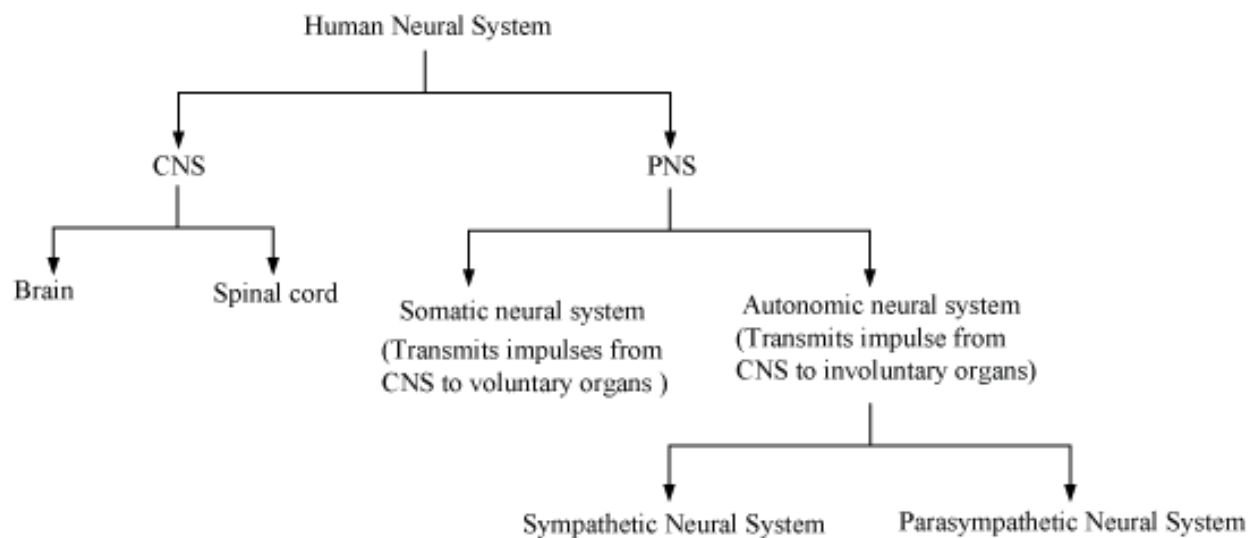 Human Neural System
CNS
PNS
Brain
Spinal cord
Somatic neural system
(Transmits impulses from
CNS to voluntary organs )
Autonomic neural system
(Transmits impulse from
CNS to involuntary organs)
Sympathetic Neural System
Parasympathetic Neural System